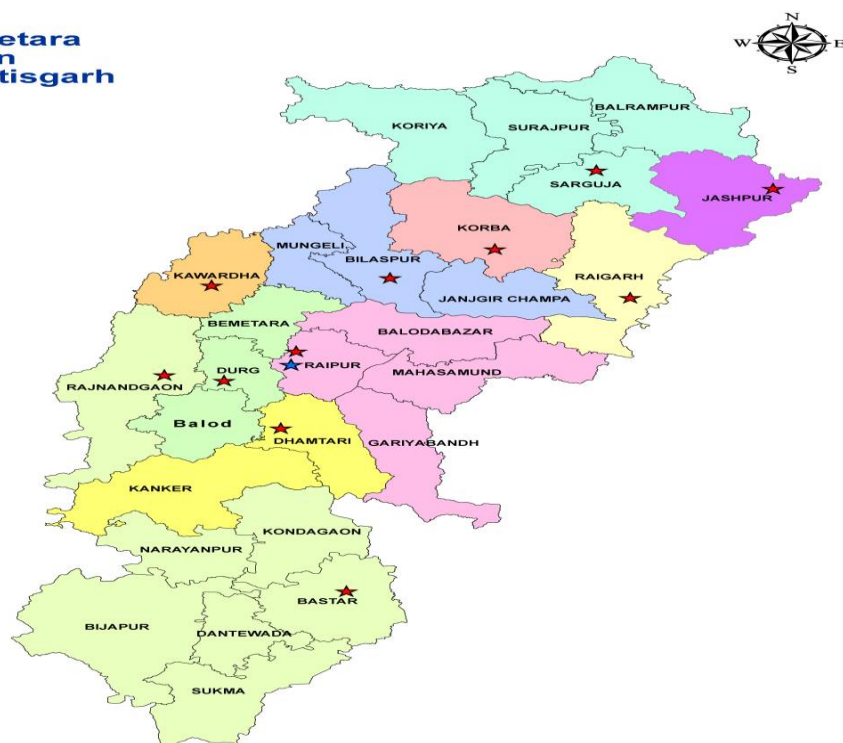 etara
n
tisgarh
N
W E
S
BALRAMPUR
KORIYA
SURAJPUR
SARGUJA
JASHPUR
KORBA
MUNGELI
BILASPUR
RAIGARH
KAWARDHA
JANJGIR CHAMPA
BEMETARA
BALODABAZAR
RAIPUR
DURG
MAHASAMUND
RAJNANDGAON
Balod
DHAMTARI
GARIYABANDH
KANKER
KONDAGAON
NARAYANPUR
BASTAR
BIJAPUR
DANTEWADA
SUKMA